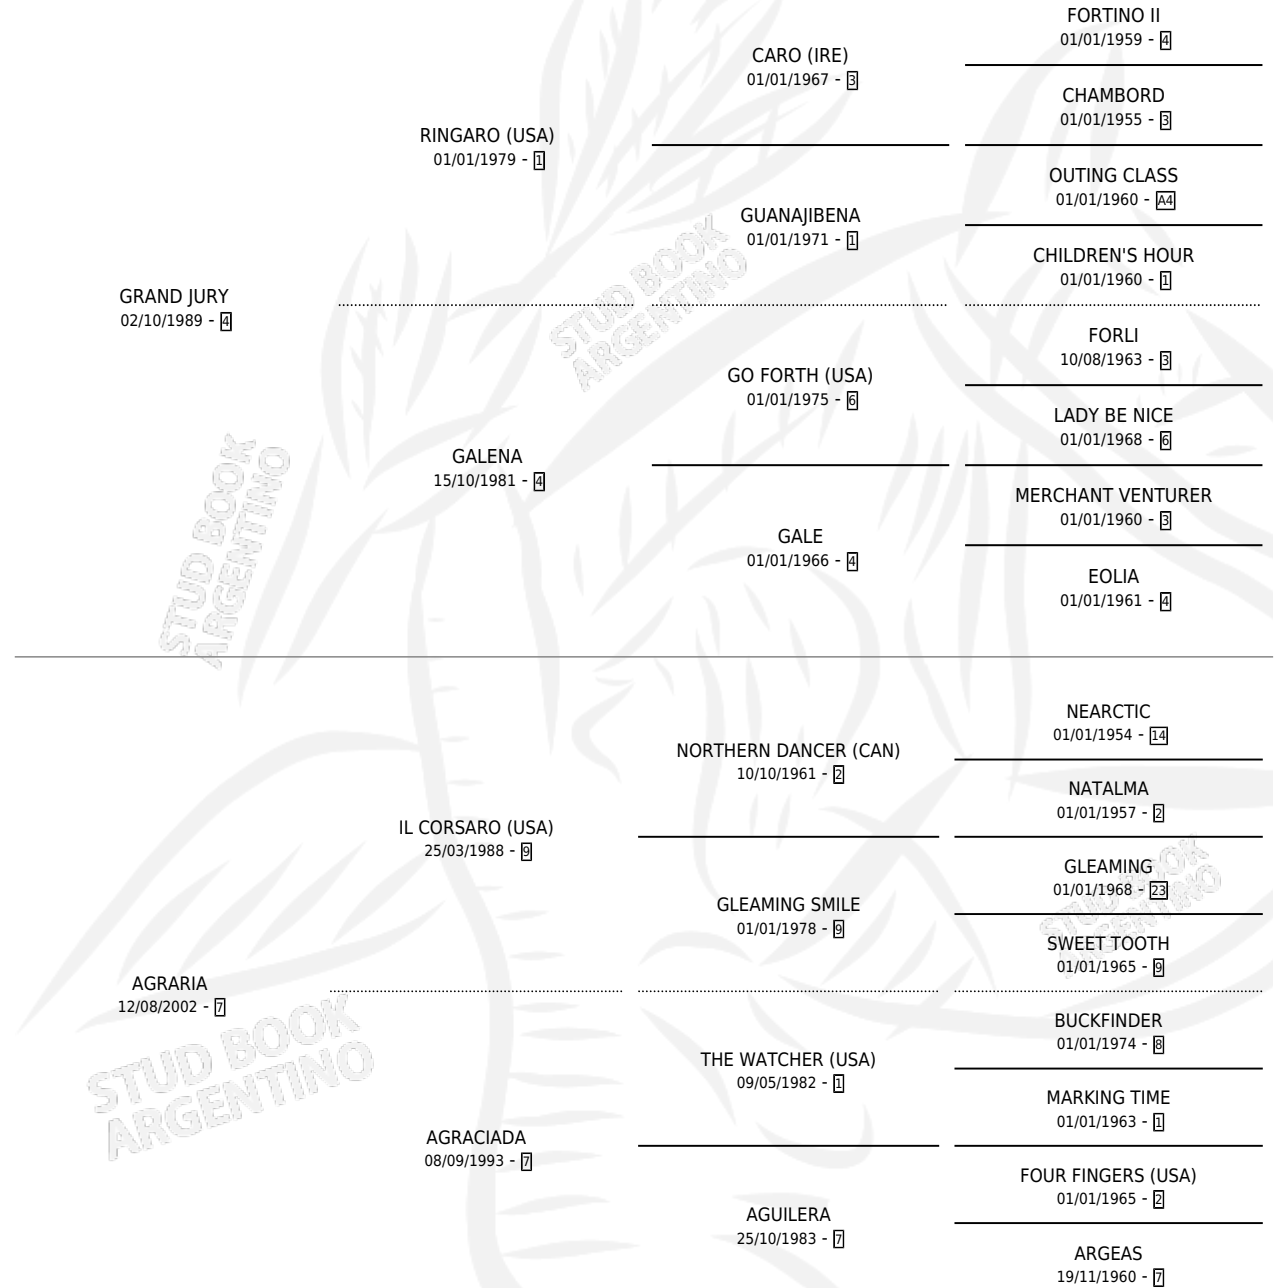 FORTINO II
01/01/1959 - 4
CARO (IRE)
01/01/1967 - 3
CHAMBORD
01/01/1955 - 3
RINGARO (USA)
01/01/1979 - 1
OUTING CLASS
01/01/1960 - A4
GUANAJIBENA
01/01/1971 - 1
CHILDREN'S HOUR
01/01/1960 - 1
GRAND JURY
02/10/1989 - 4
FORLI
10/08/1963 - 3
GO FORTH (USA)
01/01/1975 - 6
LADY BE NICE
01/01/1968 - 6
GALENA
15/10/1981 - 4
MERCHANT VENTURER
01/01/1960 - 3
GALE
01/01/1966 - 4
EOLIA
01/01/1961 - 4
NEARCTIC
01/01/1954 - 14
NORTHERN DANCER (CAN)
10/10/1961 - 2
NATALMA
01/01/1957 - 2
IL CORSARO (USA)
25/03/1988 - 9
GLEAMING
01/01/1968 - 23
GLEAMING SMILE
01/01/1978 - 9
SWEET TOOTH
01/01/1965 - 9
AGRARIA
12/08/2002 - 7
BUCKFINDER
01/01/1974 - 8
THE WATCHER (USA)
09/05/1982 - 1
MARKING TIME
01/01/1963 - 1
AGRACIADA
08/09/1993 - 7
FOUR FINGERS (USA)
01/01/1965 - 2
AGUILERA
25/10/1983 - 7
ARGEAS
19/11/1960 - 7
STUD BOOK
ARGENTINO
STUD BOOK
ARGENTINO
STUD BOOK
ARGENTINO
STUD BOOK
ARGENTINO